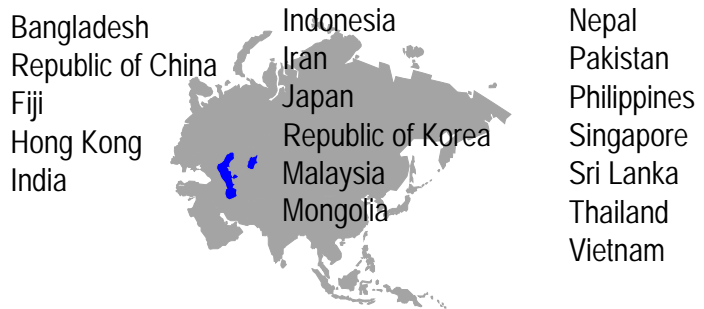 Bangladesh
Republic of China
Fiji
Hong Kong
India
Indonesia
Iran
Japan
Republic of Korea
Malaysia
Mongolia
Nepal
Pakistan
Philippines
Singapore
Sri Lanka
Thailand
Vietnam